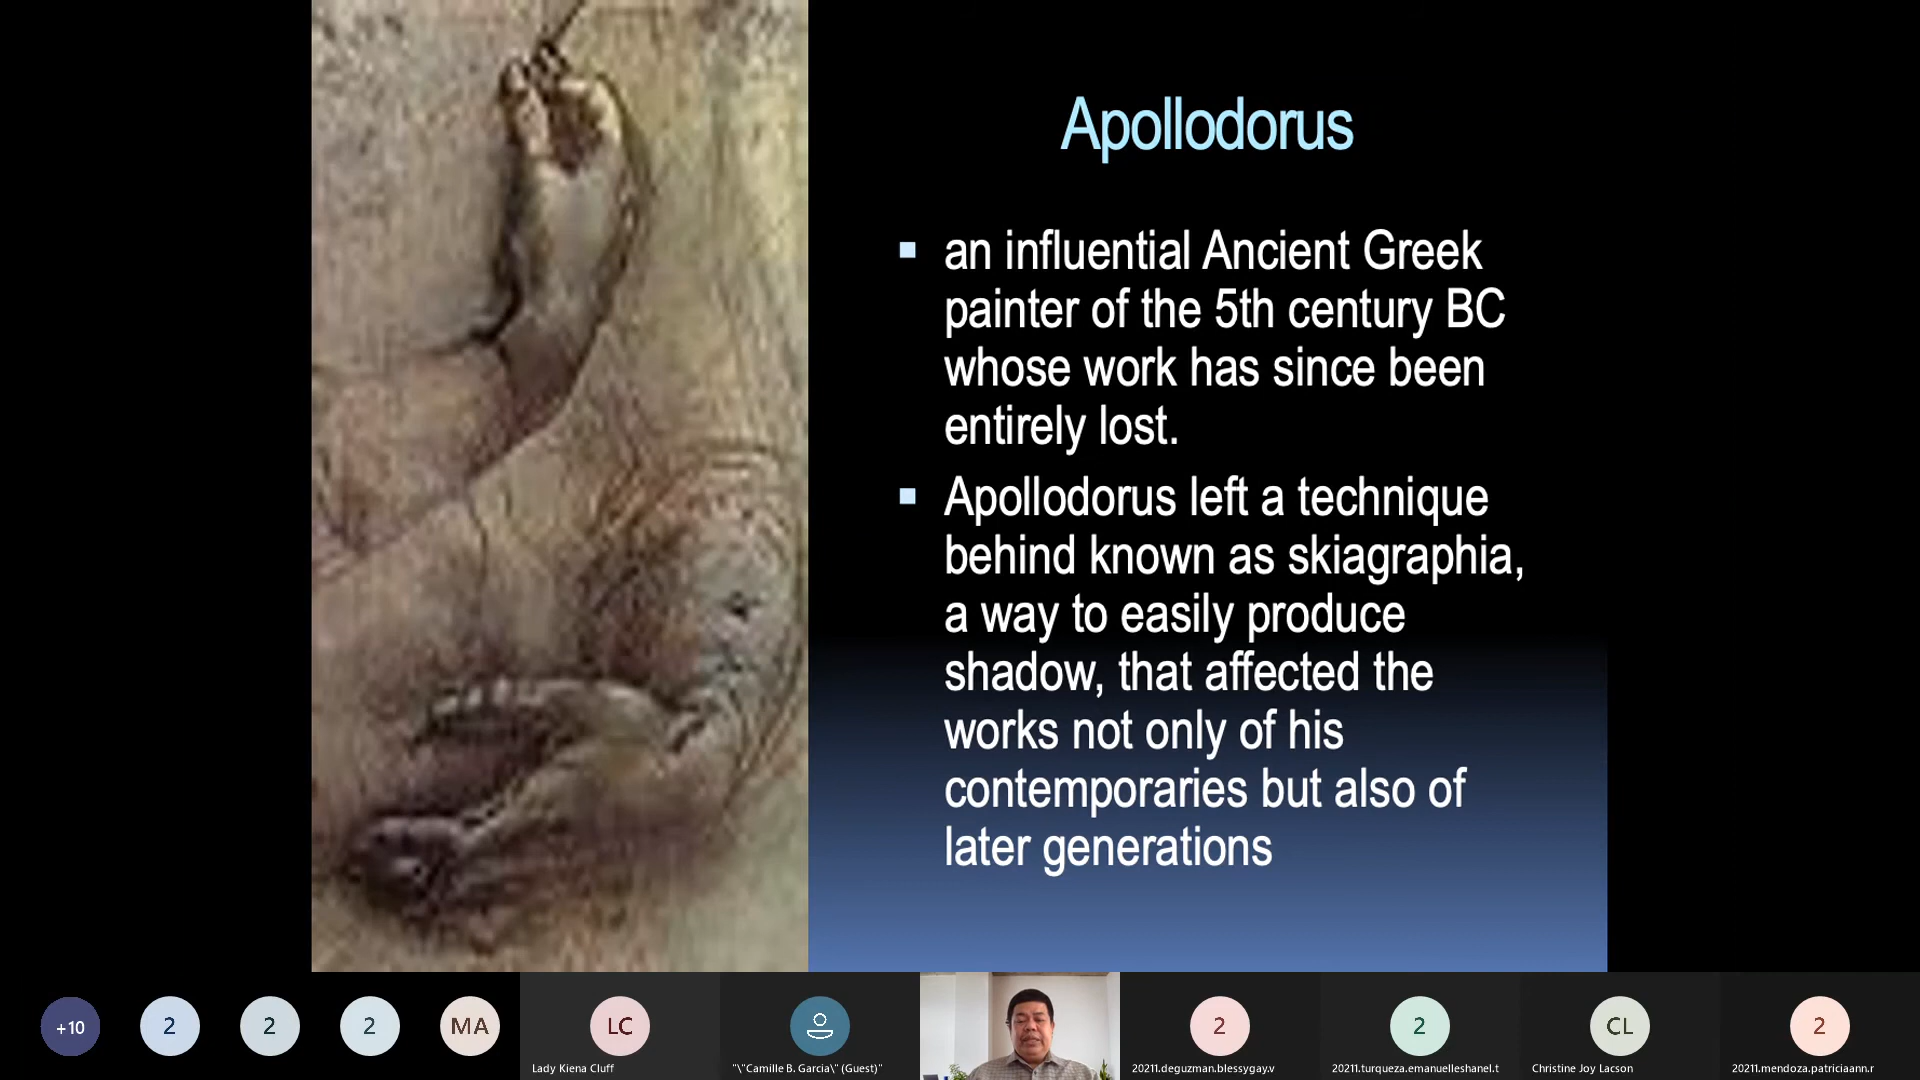 Apollodorus
an influential Ancient Greek
painter of the 5th century BC
whose work has since been
entirely lost.
Apollodorus left a technique
behind known as skiagraphia,
a way to easily produce
shadow, that affected the
works not only of his
contemporaries but also of
later generations
+10
2
2
2
MA
LC
2
2
CL
2
Lady Kiena Cluff
"\"Camille B. Garcia\" (Guest)"
20211.deguzman.blessygay.v
20211.turqueza.emanuelleshanel.t
Christine Joy Lacson
20211.mendoza.patriciaann.r